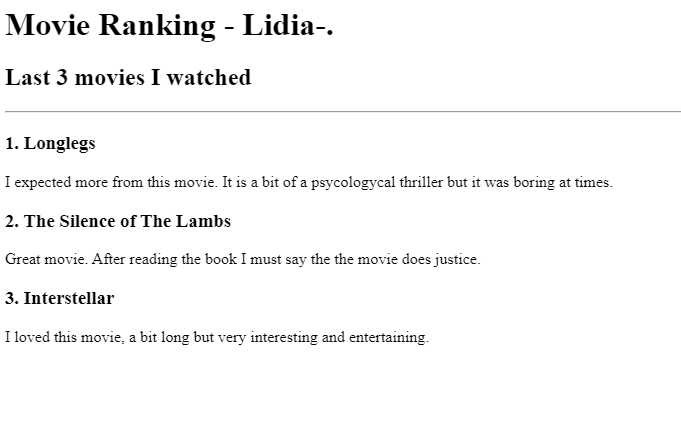 Movie Ranking - Lidia-.
Last 3 movies I watched
1. Longlegs
I expected more from this movie. It is a bit of a psycologycal thriller but it was boring at times.
2. The Silence of The Lambs
Great movie. After reading the book I must say the the movie does justice.
3. Interstellar
I loved this movie, a bit long but very interesting and entertaining.